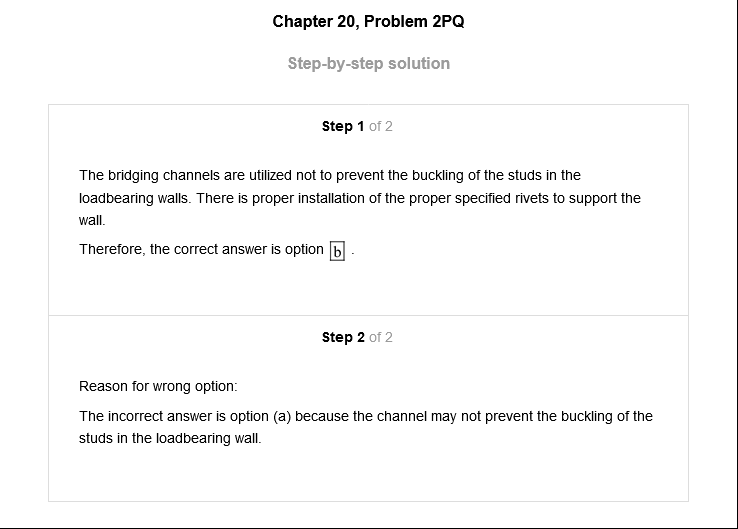 Chapter 20, Problem 2PQ
Step-by-step solution
Step 1 of 2
The bridging channels are utilized not to prevent the buckling of the studs in the
loadbearing walls. There is proper installation of the proper specified rivets to support the
wall.
Therefore, the correct answer is option b .
Step 2 of 2
Reason for wrong option:
The incorrect answer is option (a) because the channel may not prevent the buckling of the
studs in the loadbearing wall.